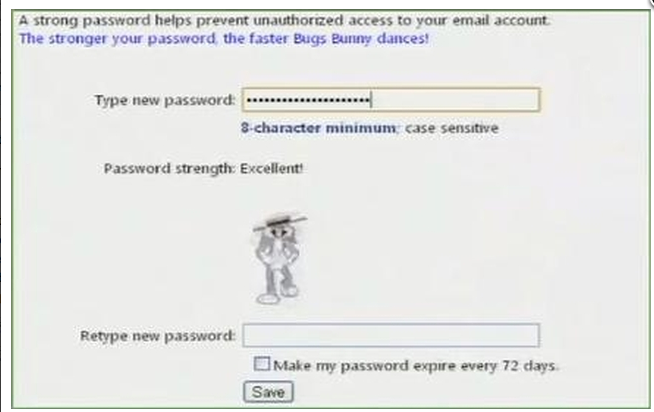 A strong password helps prevent unauthorized access to your email account.
The stronger your password, the faster Bugs Bunny dances!
Type new password: •••••••••••••••••••••
8-character minimum; case sensitive
Password strength: Excellent!
Retype new password:
Make my password expire every 72 days.
Save